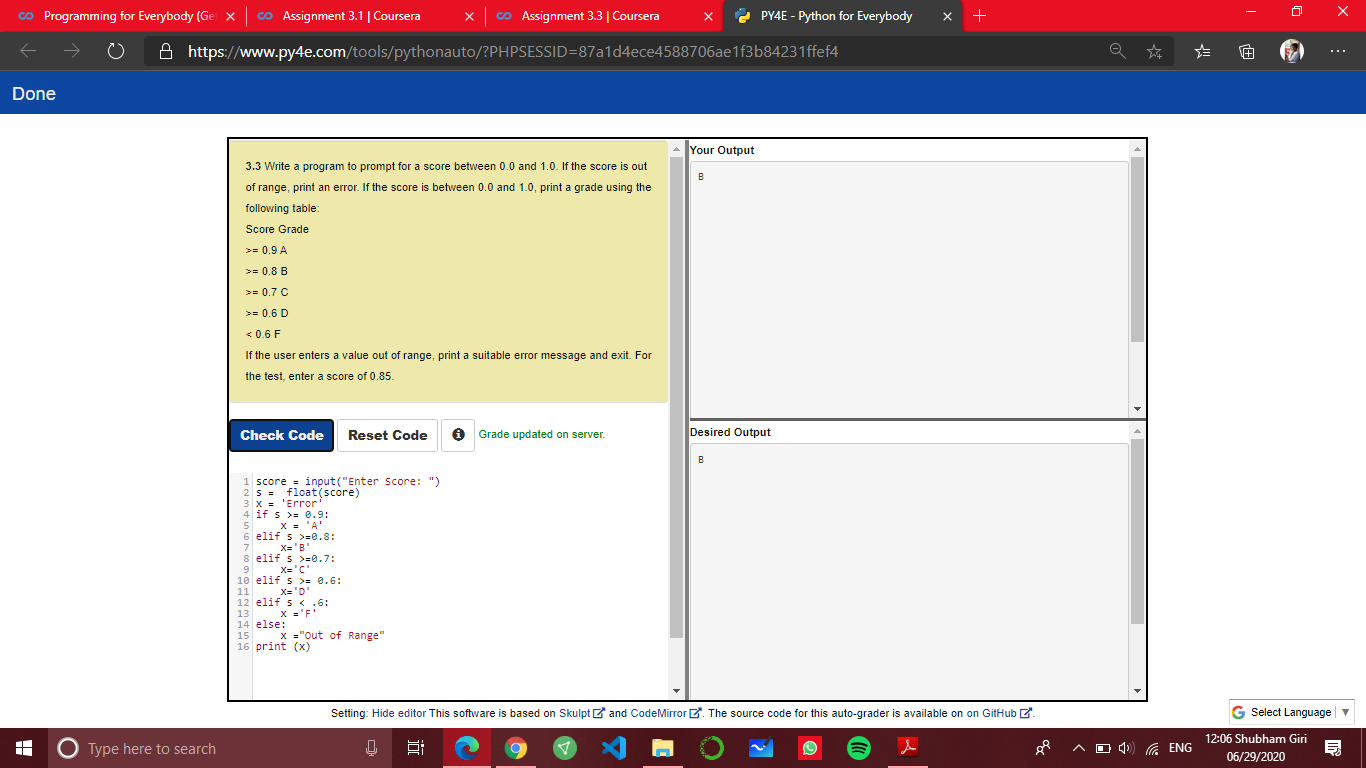 Programming for Everybody (Ge
Assignment 3.1 | Coursera
Assignment 3.3 | Coursera
PY4E - Python for Everybody
https://www.py4e.com/tools/pythonauto/?PHPSESSID=87a1d4ece4588706ae1f3b84231ffef4
Done
3.3 Write a program to prompt for a score between 0.0 and 1.0. If the score is out
of range, print an error. If the score is between 0.0 and 1.0, print a grade using the
following table:
Score Grade
>= 0.9 A
>= 0.8 B
>= 0.7 C
>= 0.6 D
< 0.6 F
If the user enters a value out of range, print a suitable error message and exit. For
the test, enter a score of 0.85.
Check Code
Reset Code
Grade updated on server.
1 score = input("Enter Score: ")
2 s =  float(score)
3 x = 'Error'
4 if s >= 0.9:
5     x = 'A'
6 elif s >=0.8:
7     x='B'
8 elif s >=0.7:
9     x='C'
10 elif s >= 0.6:
11     x='D'
12 elif s < .6:
13     x ='F'
14 else:
15     x ="Out of Range"
16 print (x)
Your Output
B
Desired Output
B
Setting: Hide editor This software is based on Skulpt and CodeMirror. The source code for this auto-grader is available on on GitHub.
Select Language
Type here to search
ENG
12:06 Shubham Giri
06/29/2020